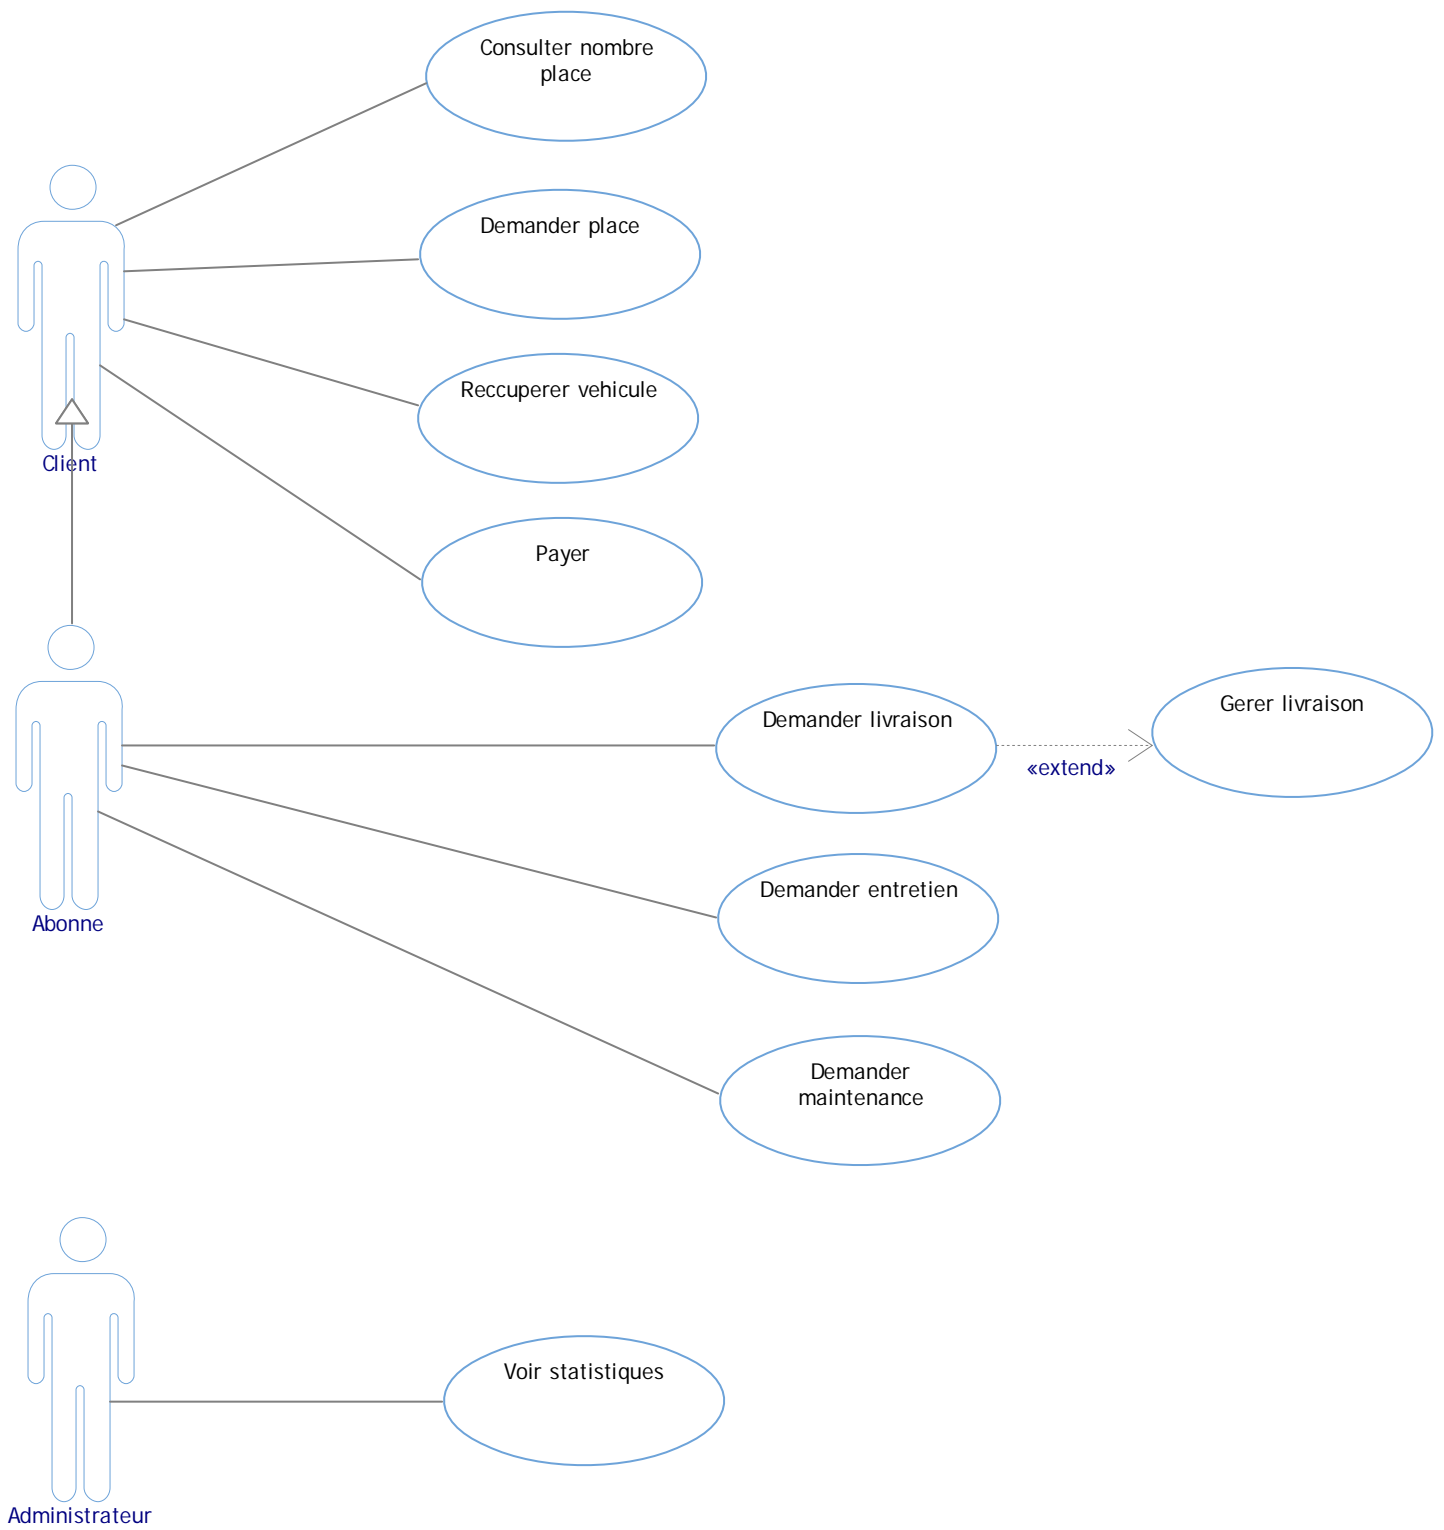 Consulter nombre
place
Demander place
Reccuperer vehicule
Client
Payer
Demander livraison
Gerer livraison
«extend»
Demander entretien
Abonne
Demander
maintenance
Voir statistiques
Administrateur